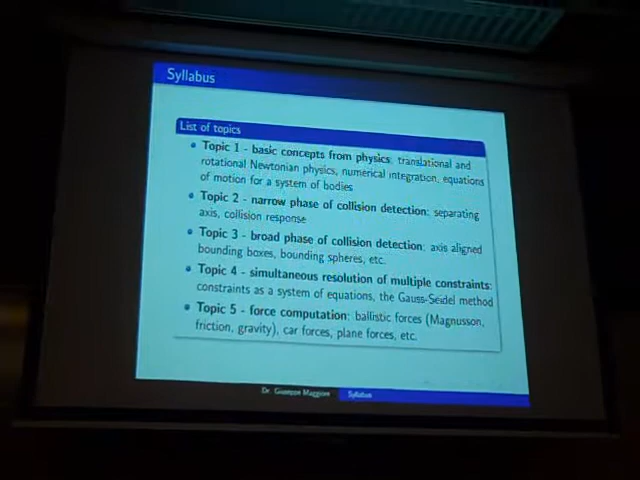 Syllabus
List of topics
Topic 1 - basic concepts from physics: translational and
rotational Newtonian physics, numerical integration, equations
of motion for a system of bodies
Topic 2 - narrow phase of collision detection: separating
axis, collision response
Topic 3 - broad phase of collision detection: axis aligned
bounding boxes, bounding spheres, etc.
Topic 4 - simultaneous resolution of multiple constraints:
constraints as a system of equations, the Gauss-Seidel method
Topic 5 - force computation: ballistic forces (Magnusson,
friction, gravity), car forces, plane forces, etc.
Dr. Giuseppe Maggiore
Syllabus